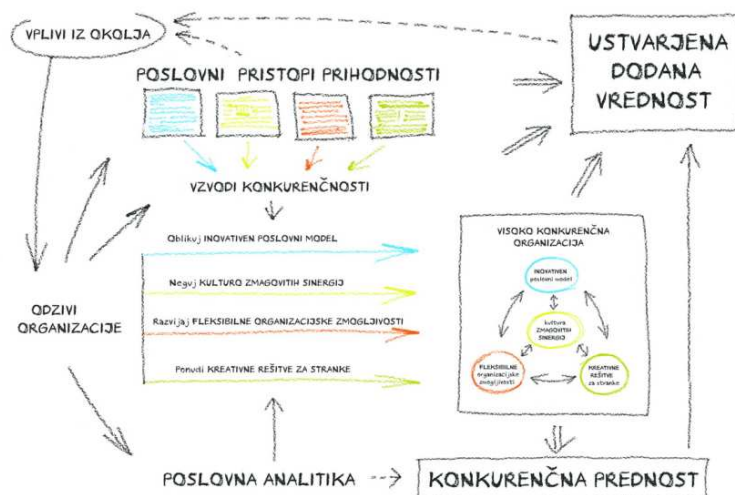 VPLIVI IZ OKOLJA
USTVARJENA
DODANA
VREDNOST
POSLOVNI PRISTOPI PRIHODNOSTI
VZVODI KONKURENČNOSTI
Oblikuj INOVATIVEN POSLOVNI MODEL
Neguj KULTURO ZMAGOVITIH SINERGIJ
Razvijaj FLEKSIBILNE ORGANIZACIJSKE ZMOGLJIVOSTI
Ponudi KREATIVNE REŠITVE ZA STRANKE
ODZIVI
ORGANIZACIJE
VISOKO KONKURENČNA
ORGANIZACIJA
INOVATIVEN
poslovni model
kultura
ZMAGOVITIH
SINERGIJ
FLEKSIBILNE
organizacijske
zmogljivosti
KREATIVNE
REŠITVE
za stranke
POSLOVNA ANALITIKA
KONKURENČNA PREDNOST